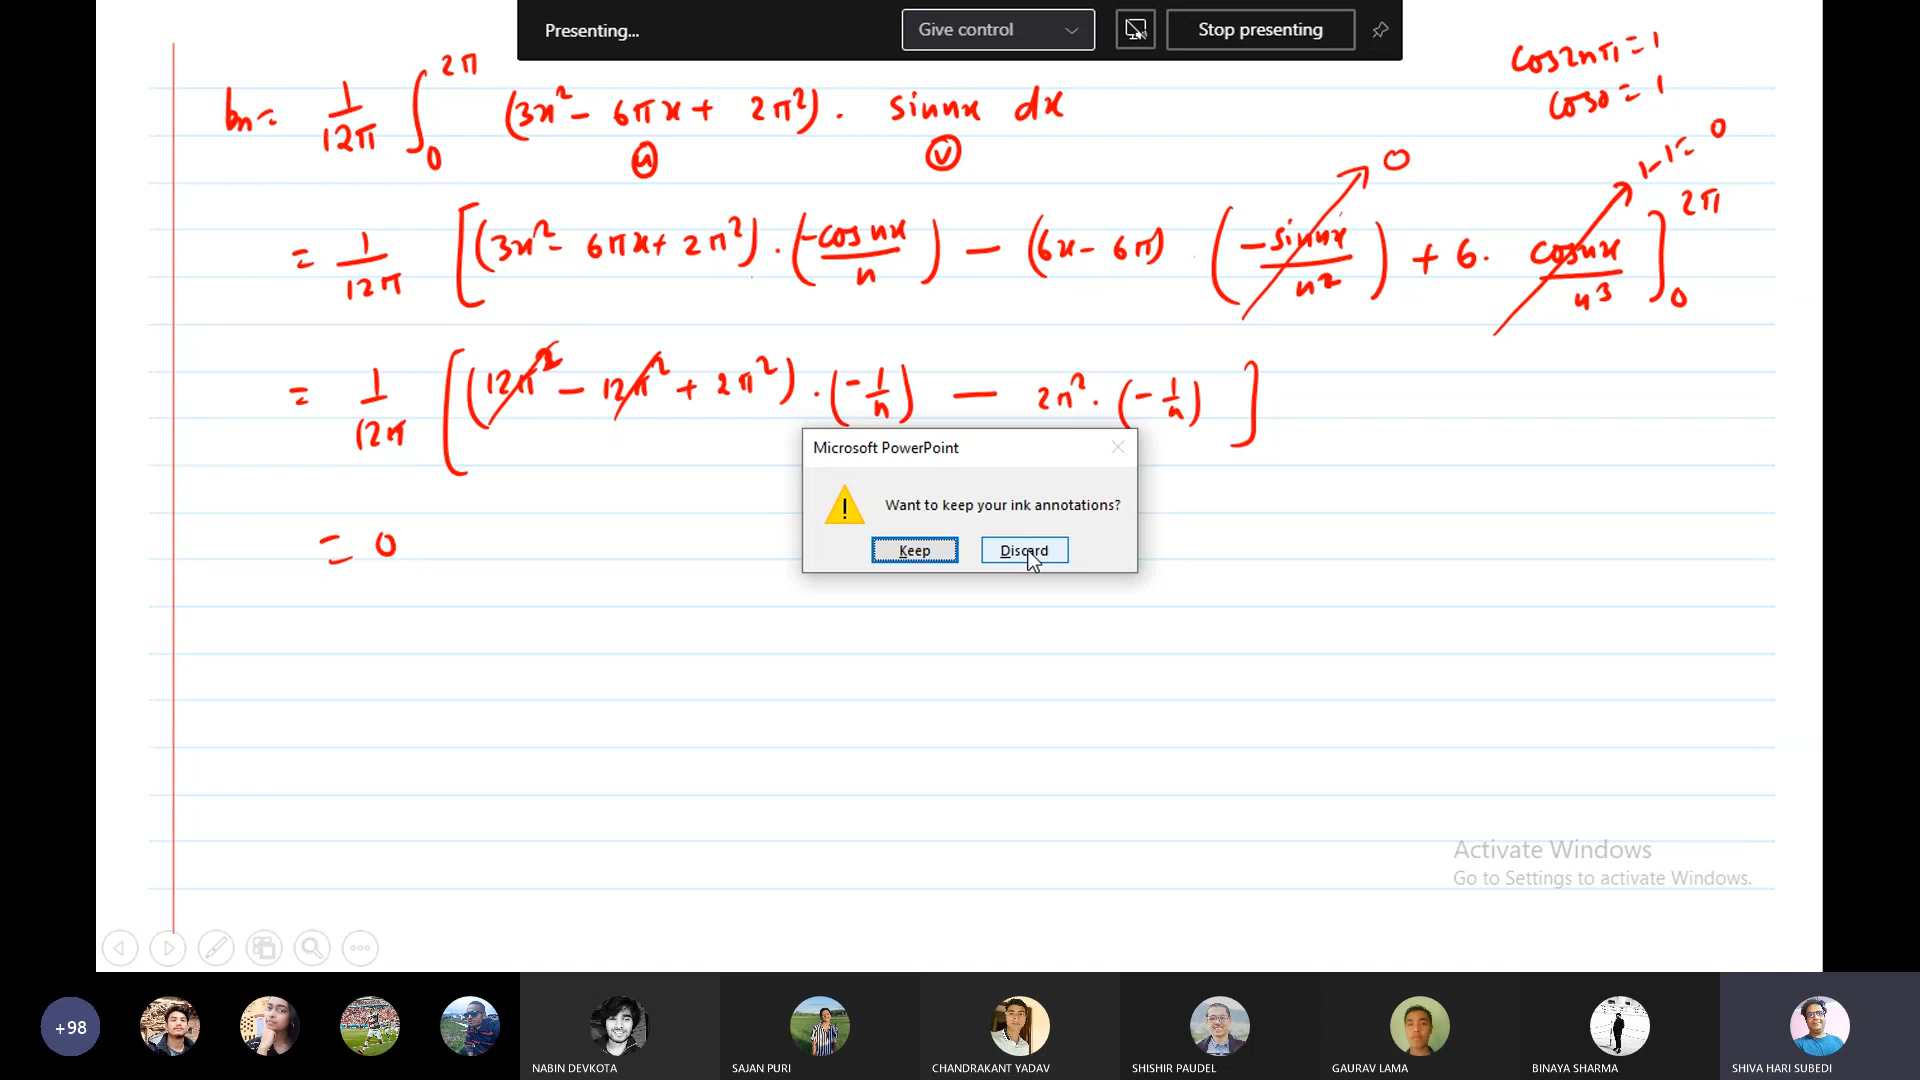 Presenting...
Give control
Stop presenting
cos2nπ = 1
cos0 = 1
bn = 1/12π ∫₀^2π (3x² - 6πx + 2π²) . sinnx dx
u v
0
1-1 = 0
= 1/12π [(3x² - 6πx + 2π²) . (-cosnx/n) - (6x - 6π) . (-sinnx/n²) + 6 . cosnx/n³]₀^2π
= 1/12π [(12π² - 12π² + 2π²) . (-1/n) - 2π² . (-1/n)]
= 0
Microsoft PowerPoint
Want to keep your ink annotations?
Keep
Discard
Activate Windows
Go to Settings to activate Windows.
+98
NABIN DEVKOTA
SAJAN PURI
CHANDRAKANT YADAV
SHISHIR PAUDEL
GAURAV LAMA
BINAYA SHARMA
SHIVA HARI SUBEDI